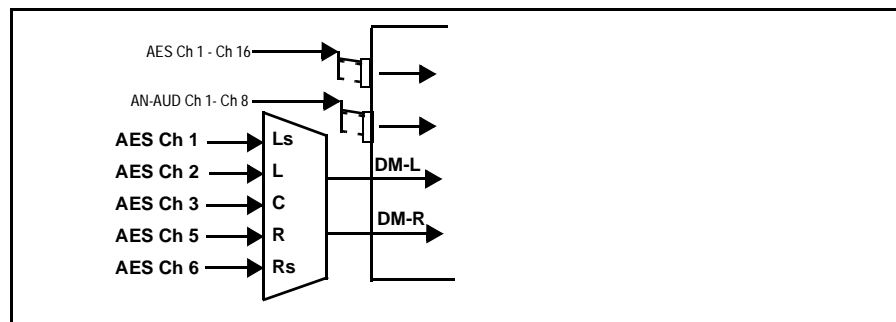 AES Ch 1 - Ch 16
AN-AUD Ch 1- Ch 8
AES Ch 1 Ls
AES Ch 2 L DM-L
AES Ch 3 C
AES Ch 5 R DM-R
AES Ch 6 Rs